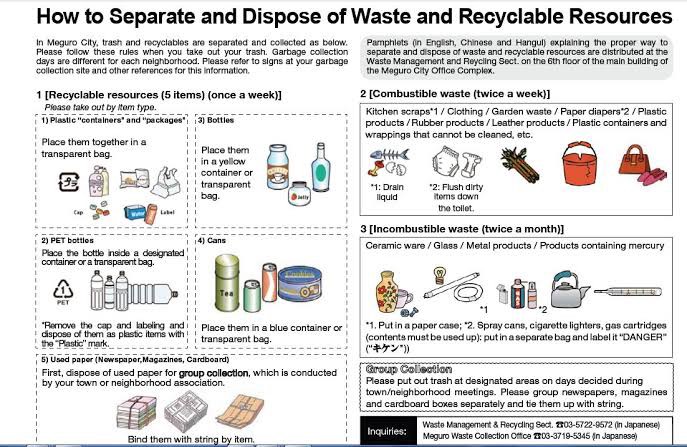 How to Separate and Dispose of Waste and Recyclable Resources
In Meguro City, trash and recyclables are separated and collected as below.
Please follow these rules when you take out your trash. Garbage collection
days are different for each neighborhood. Please refer to signs at your garbage
collection site and other references for this information.
Pamphlets (in English, Chinese and Hangul) explaining the proper way to
separate and dispose of waste and recyclable resources are distributed at the
Waste Management and Recycling Sect. on the 6th floor of the main building of
the Meguro City Office Complex.
1 [Recyclable resources (5 items) (once a week)]
Please take out by item type.
1) Plastic "containers" and "packages"
Place them together in a
transparent bag.
プラ
Cap
Water
Label
3) Bottles
Place them
in a yellow
container or
transparent
bag.
Jelly
2) PET bottles
Place the bottle inside a designated
container or a transparent bag.
1
PET
*Remove the cap and labeling and
dispose of them as plastic items with
the "Plastic" mark.
4) Cans
Tea
Cookies
Place them in a blue container or
transparent bag.
5) Used paper (Newspaper,Magazines, Cardboard)
First, dispose of used paper for group collection, which is conducted
by your town or neighborhood association.
Bind them with string by item.
2 [Combustible waste (twice a week)]
Kitchen scraps*1 / Clothing / Garden waste / Paper diapers*2 / Plastic
products / Rubber products / Leather products / Plastic containers and
wrappings that cannot be cleaned, etc.
*1: Drain
liquid
*2: Flush dirty
items down
the toilet.
3 [Incombustible waste (twice a month)]
Ceramic ware / Glass / Metal products / Products containing mercury
*1
*2
*1. Put in a paper case; *2. Spray cans, cigarette lighters, gas cartridges
(contents must be used up): put in a separate bag and label it "DANGER"
("キケン"))
Group Collection
Please put out trash at designated areas on days decided during
town/neighborhood meetings. Please group newspapers, magazines
and cardboard boxes separately and tie them up with string.
Inquiries:
Waste Management & Recycling Sect. ☎03-5722-9572 (in Japanese)
Meguro Waste Collection Office ☎03-3719-5345 (in Japanese)